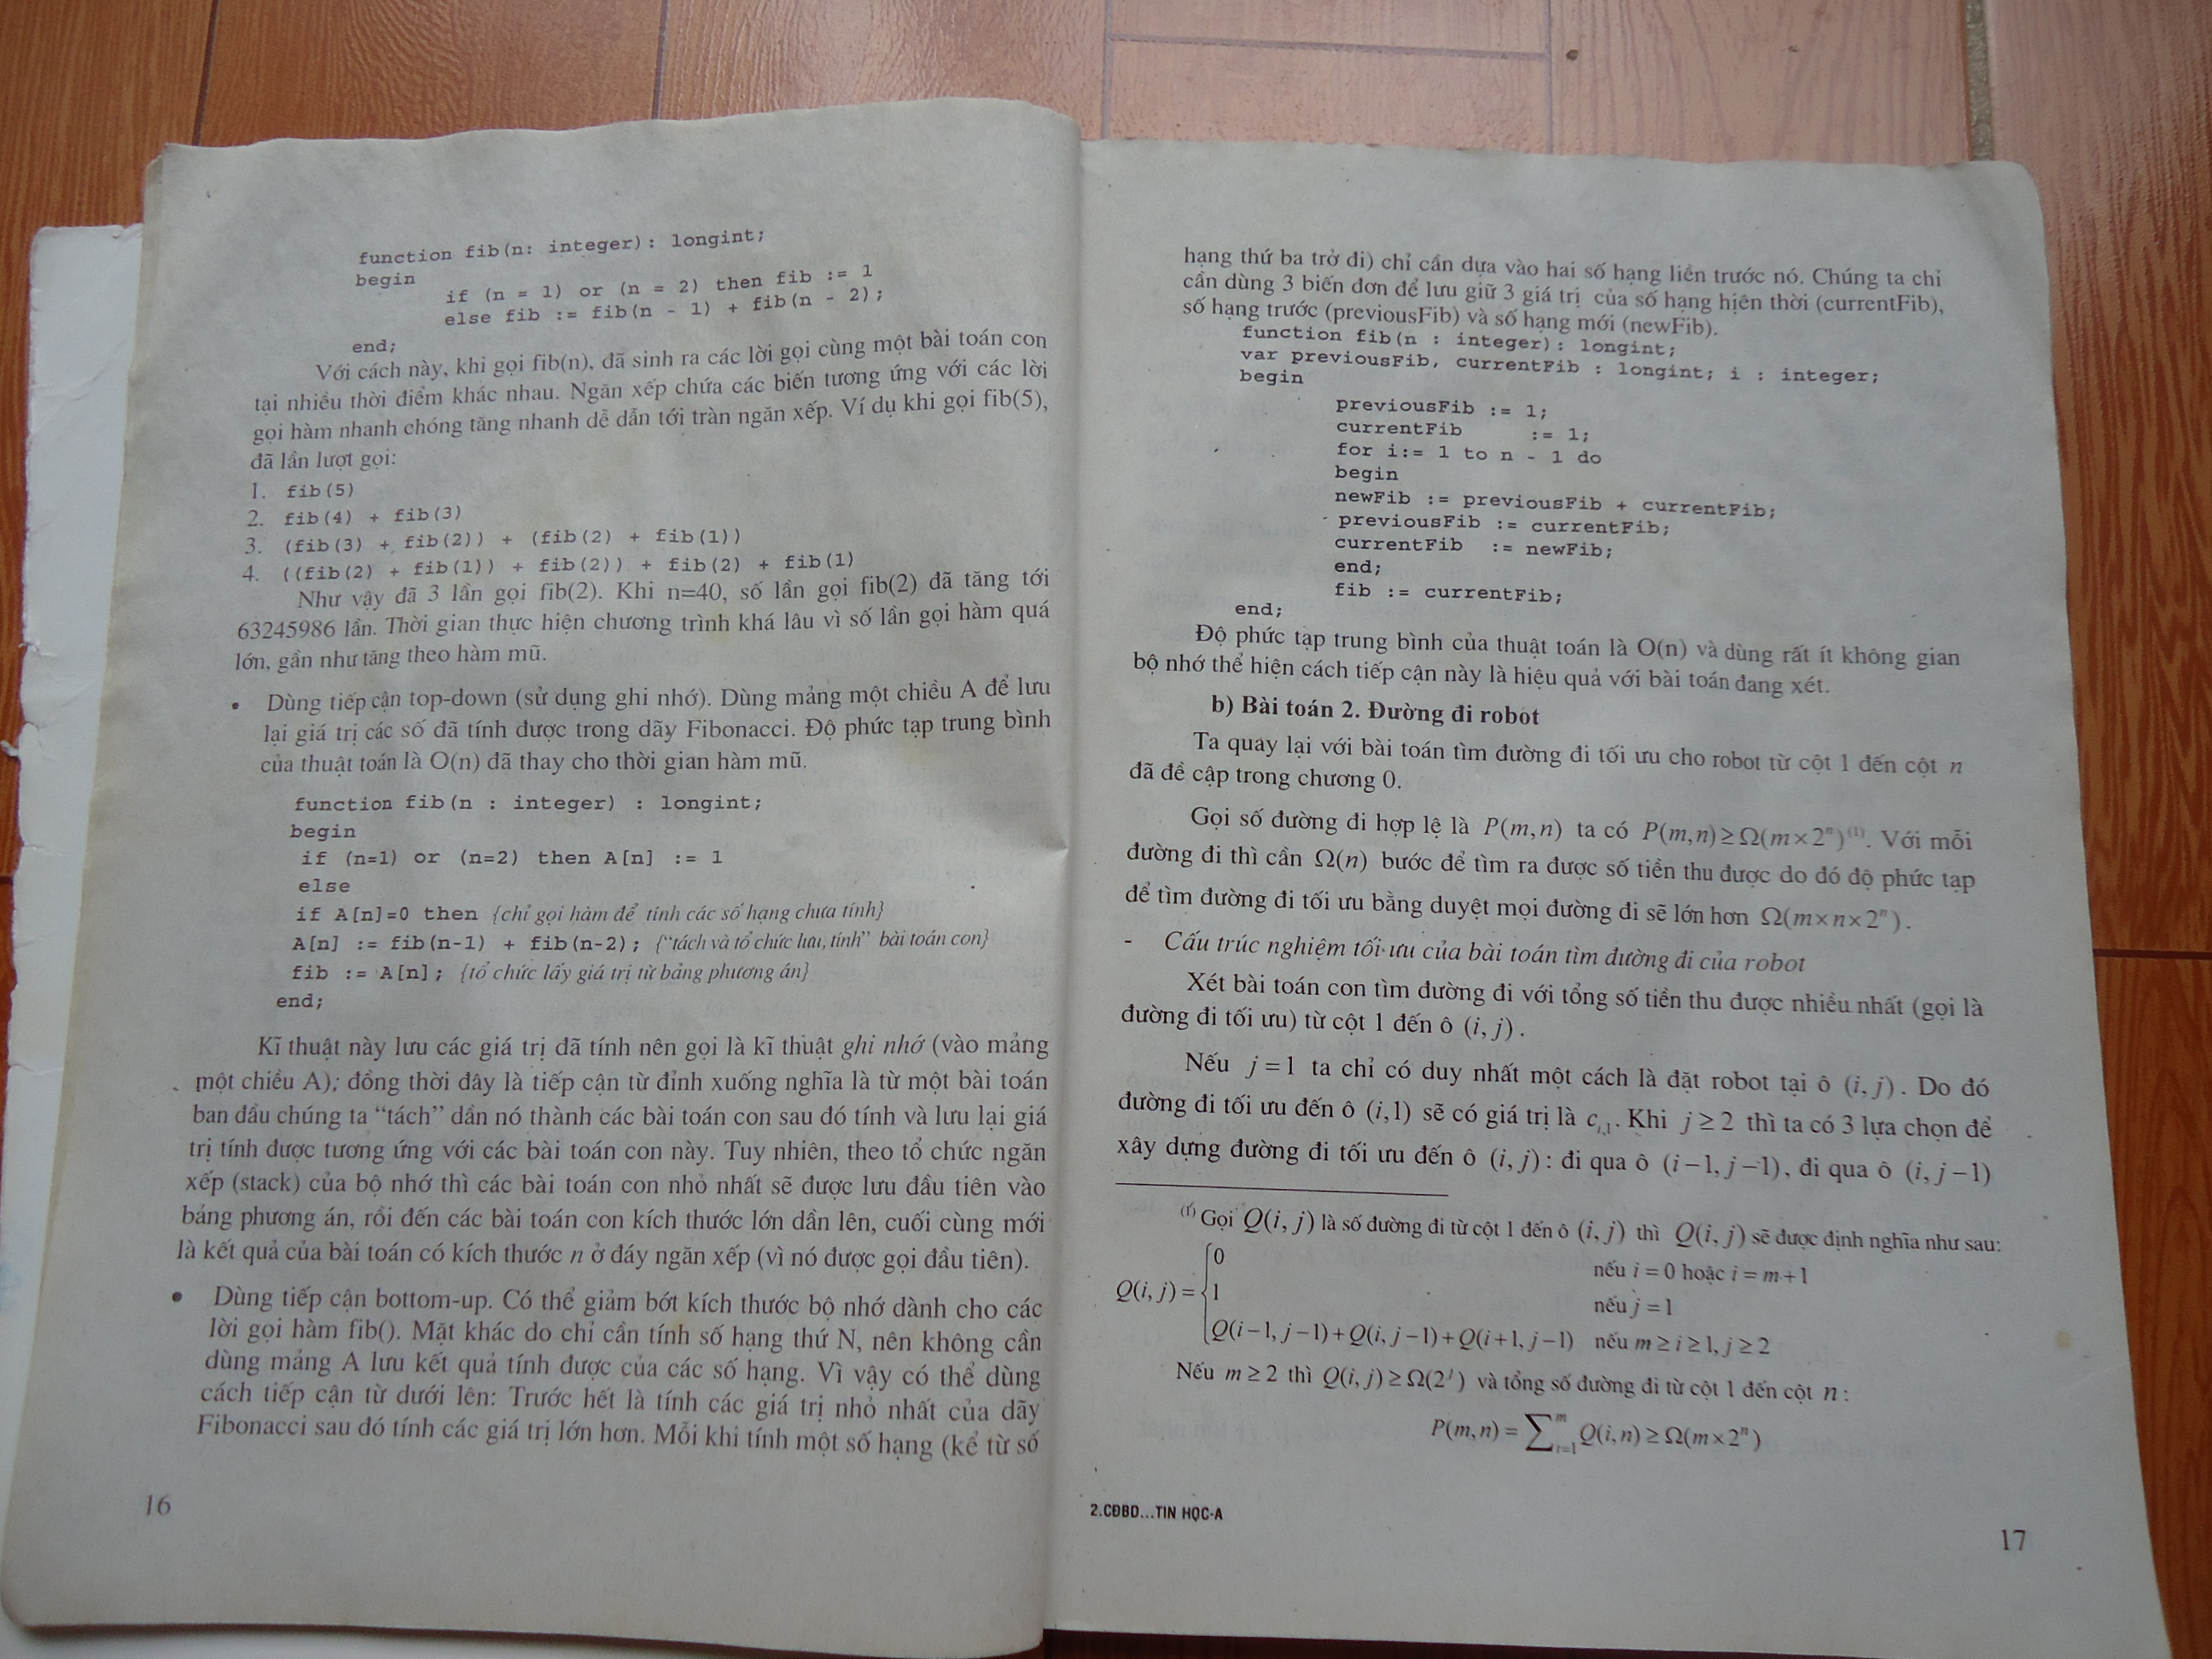 function fib(n: integer): longint;
begin
if (n = 1) or (n = 2) then fib := 1
else fib := fib(n - 1) + fib(n - 2);
end;
Với cách này, khi gọi fib(n), đã sinh ra các lời gọi cùng một bài toán con
tại nhiều thời điểm khác nhau. Ngăn xếp chứa các biến tương ứng với các lời
gọi hàm nhanh chóng tăng nhanh dễ dẫn tới tràn ngăn xếp. Ví dụ khi gọi fib(5),
đã lần lượt gọi:
1. fib(5)
2. fib(4) + fib(3)
3. (fib(3) + fib(2)) + (fib(2) + fib(1))
4. ((fib(2) + fib(1)) + fib(2)) + fib(2) + fib(1)
Như vậy đã 3 lần gọi fib(2). Khi n=40, số lần gọi fib(2) đã tăng tới
63245986 lần. Thời gian thực hiện chương trình khá lâu vì số lần gọi hàm quá
lớn, gần như tăng theo hàm mũ.
• Dùng tiếp cận top-down (sử dụng ghi nhớ). Dùng mảng một chiều A để lưu
lại giá trị các số đã tính được trong dãy Fibonacci. Độ phức tạp trung bình
của thuật toán là O(n) đã thay cho thời gian hàm mũ.
function fib(n : integer) : longint;
begin
if (n=1) or (n=2) then A[n] := 1
else
if A[n]=0 then {chỉ gọi hàm để tính các số hạng chưa tính}
A[n] := fib(n-1) + fib(n-2); {“tách và tổ chức lưu, tính” bài toán con}
fib := A[n]; {tổ chức lấy giá trị từ bảng phương án}
end;
Kĩ thuật này lưu các giá trị đã tính nên gọi là kĩ thuật ghi nhớ (vào mảng
một chiều A); đồng thời đây là tiếp cận từ đỉnh xuống nghĩa là từ một bài toán
ban đầu chúng ta “tách” dần nó thành các bài toán con sau đó tính và lưu lại giá
trị tính được tương ứng với các bài toán con này. Tuy nhiên, theo tổ chức ngăn
xếp (stack) của bộ nhớ thì các bài toán con nhỏ nhất sẽ được lưu đầu tiên vào
bảng phương án, rồi đến các bài toán con kích thước lớn dần lên, cuối cùng mới
là kết quả của bài toán có kích thước n ở đáy ngăn xếp (vì nó được gọi đầu tiên).
• Dùng tiếp cận bottom-up. Có thể giảm bớt kích thước bộ nhớ dành cho các
lời gọi hàm fib(). Mặt khác do chỉ cần tính số hạng thứ N, nên không cần
dùng mảng A lưu kết quả tính được của các số hạng. Vì vậy có thể dùng
cách tiếp cận từ dưới lên: Trước hết là tính các giá trị nhỏ nhất của dãy
Fibonacci sau đó tính các giá trị lớn hơn. Mỗi khi tính một số hạng (kể từ số
16
hạng thứ ba trở đi) chỉ cần dựa vào hai số hạng liền trước nó. Chúng ta chỉ
cần dùng 3 biến đơn để lưu giữ 3 giá trị của số hạng hiện thời (currentFib),
số hạng trước (previousFib) và số hạng mới (newFib).
function fib(n : integer): longint;
var previousFib, currentFib : longint; i : integer;
begin
previousFib := 1;
currentFib := 1;
for i:= 1 to n - 1 do
begin
newFib := previousFib + currentFib;
previousFib := currentFib;
currentFib := newFib;
end;
fib := currentFib;
end;
Độ phức tạp trung bình của thuật toán là O(n) và dùng rất ít không gian
bộ nhớ thể hiện cách tiếp cận này là hiệu quả với bài toán đang xét.
b) Bài toán 2. Đường đi robot
Ta quay lại với bài toán tìm đường đi tối ưu cho robot từ cột 1 đến cột n
đã đề cập trong chương 0.
Gọi số đường đi hợp lệ là P(m,n) ta có P(m,n) ≥ Ω(m×2ⁿ)⁽¹⁾. Với mỗi
đường đi thì cần Ω(n) bước để tìm ra được số tiền thu được do đó độ phức tạp
để tìm đường đi tối ưu bằng duyệt mọi đường đi sẽ lớn hơn Ω(m×n×2ⁿ).
- Cấu trúc nghiệm tối ưu của bài toán tìm đường đi của robot
Xét bài toán con tìm đường đi với tổng số tiền thu được nhiều nhất (gọi là
đường đi tối ưu) từ cột 1 đến ô (i, j).
Nếu j = 1 ta chỉ có duy nhất một cách là đặt robot tại ô (i, j). Do đó
đường đi tối ưu đến ô (i,1) sẽ có giá trị là c_{i,1}. Khi j ≥ 2 thì ta có 3 lựa chọn để
xây dựng đường đi tối ưu đến ô (i, j): đi qua ô (i−1, j−1), đi qua ô (i, j−1)
⁽¹⁾ Gọi Q(i, j) là số đường đi từ cột 1 đến ô (i, j) thì Q(i, j) sẽ được định nghĩa như sau:
0 nếu i = 0 hoặc i = m+1
Q(i, j) = { 1 nếu j = 1
Q(i−1, j−1)+Q(i, j−1)+Q(i+1, j−1) nếu m ≥ i ≥ 1, j ≥ 2
Nếu m ≥ 2 thì Q(i, j) ≥ Ω(2ʲ) và tổng số đường đi từ cột 1 đến cột n :
P(m,n) = ∑_{i=1}^{m} Q(i,n) ≥ Ω(m×2ⁿ)
2.CĐBD...TIN HỌC-A
17